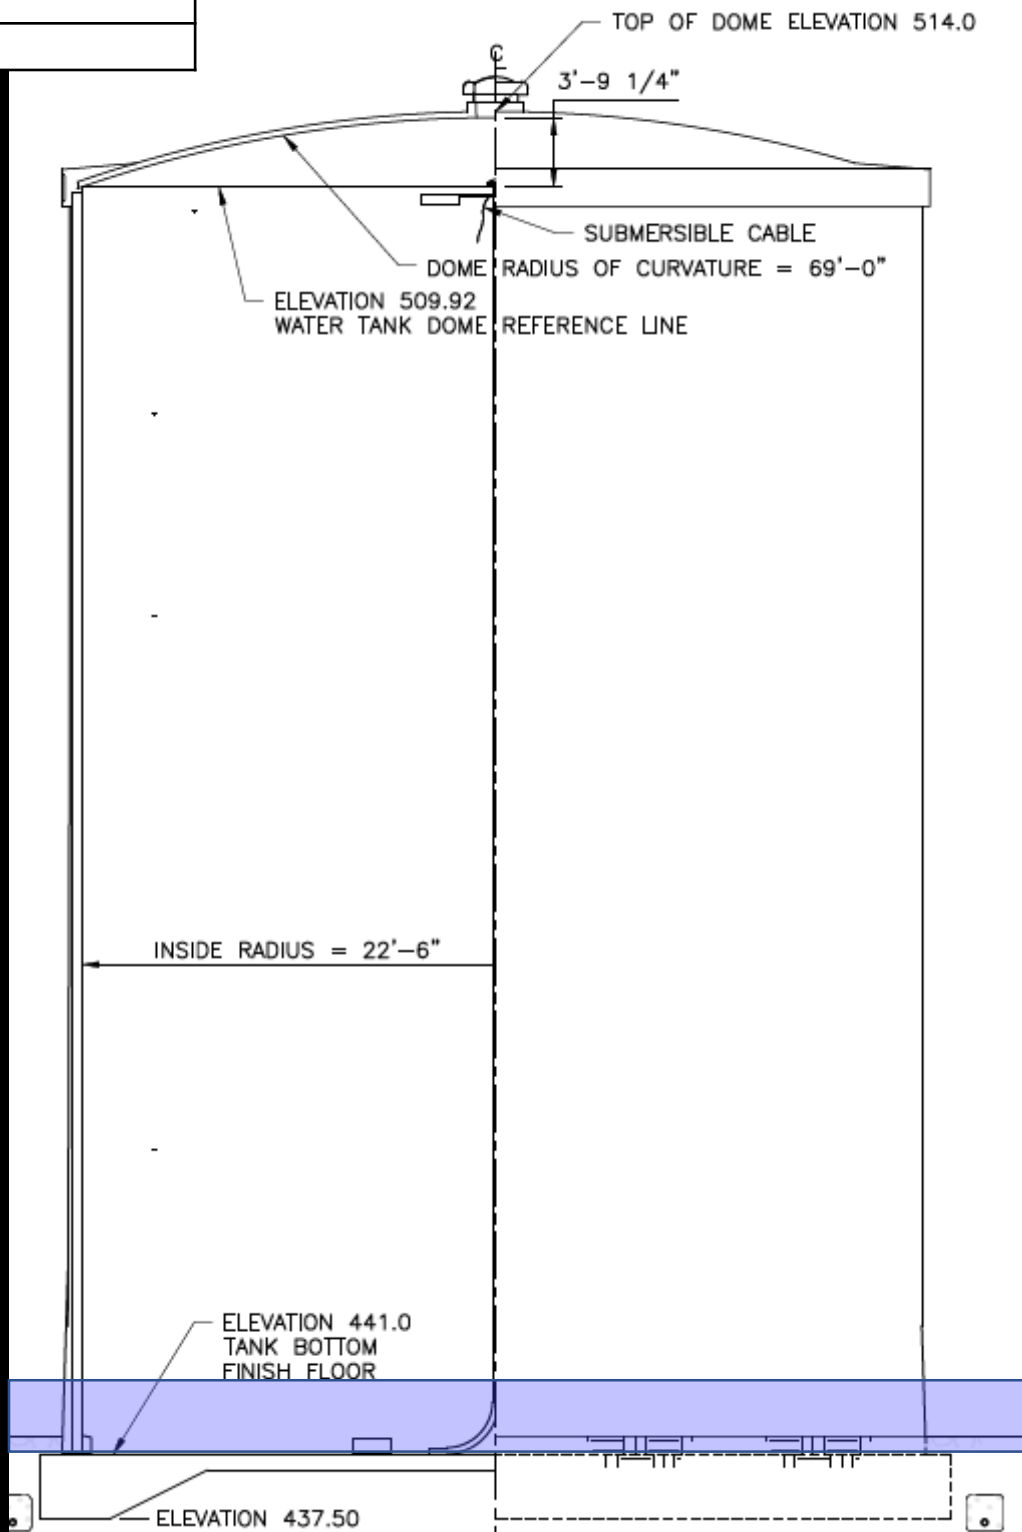 TOP OF DOME ELEVATION 514.0
℄
3'-9 1/4"
SUBMERSIBLE CABLE
DOME RADIUS OF CURVATURE = 69'-0"
ELEVATION 509.92
WATER TANK DOME REFERENCE LINE
INSIDE RADIUS = 22'-6"
ELEVATION 441.0
TANK BOTTOM
FINISH FLOOR
ELEVATION 437.50